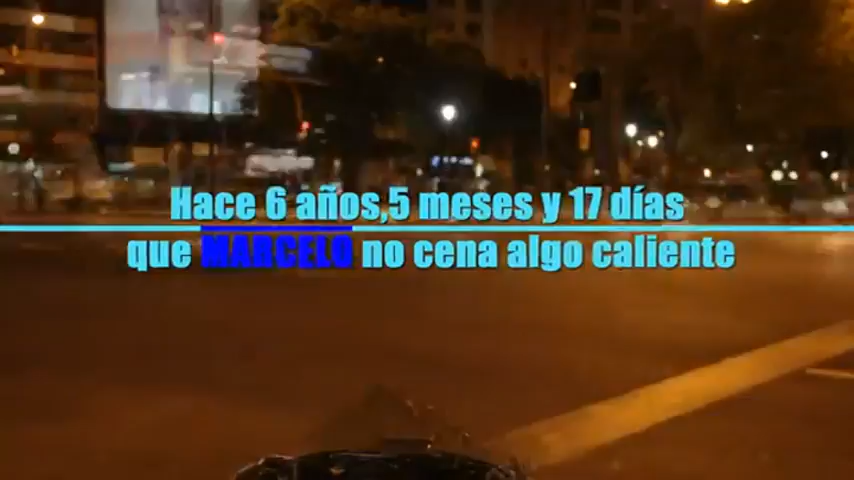 Hace 6 años,5 meses y 17 días
que MARCELO no cena algo caliente